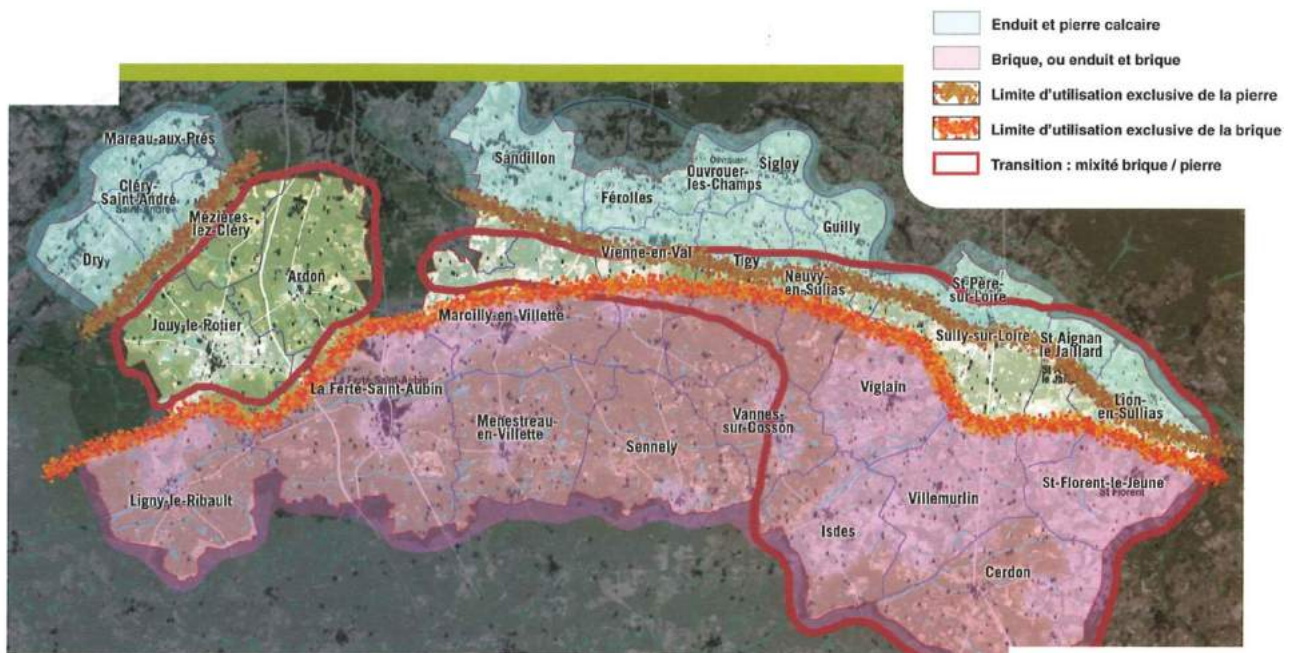 Enduit et pierre calcaire
Brique, ou enduit et brique
Limite d'utilisation exclusive de la pierre
Limite d'utilisation exclusive de la brique
Transition : mixité brique / pierre
Mareau-aux-Prés
Cléry-
Saint-André
Mézières-
lez-Cléry
Dry
Ardon
Jouy-le-Potier
Sandillon
Férolles
Ouvrouer-
les-Champs
Sigloy
Guilly
Vienne-en-Val
Tigy
Neuvy-
en-Sulias
St-Père-
sur-Loire
Sully-sur-Loire
St-Aignan
le Jaillard
Lion-
en-Sullias
Marcilly-en-Villette
La Ferté-Saint-Aubin
Menestreau-
en-Villette
Sennely
Vannes-
sur-Cosson
Viglain
Ligny-le-Ribault
Isdes
Villemurlin
St-Florent-le-Jeune
St Florent
Cerdon